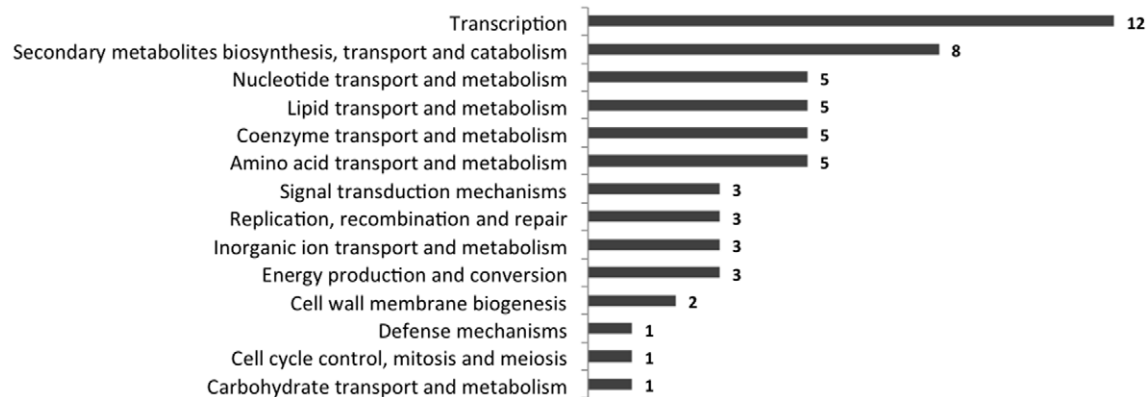 Transcription 12
Secondary metabolites biosynthesis, transport and catabolism 8
Nucleotide transport and metabolism 5
Lipid transport and metabolism 5
Coenzyme transport and metabolism 5
Amino acid transport and metabolism 5
Signal transduction mechanisms 3
Replication, recombination and repair 3
Inorganic ion transport and metabolism 3
Energy production and conversion 3
Cell wall membrane biogenesis 2
Defense mechanisms 1
Cell cycle control, mitosis and meiosis 1
Carbohydrate transport and metabolism 1